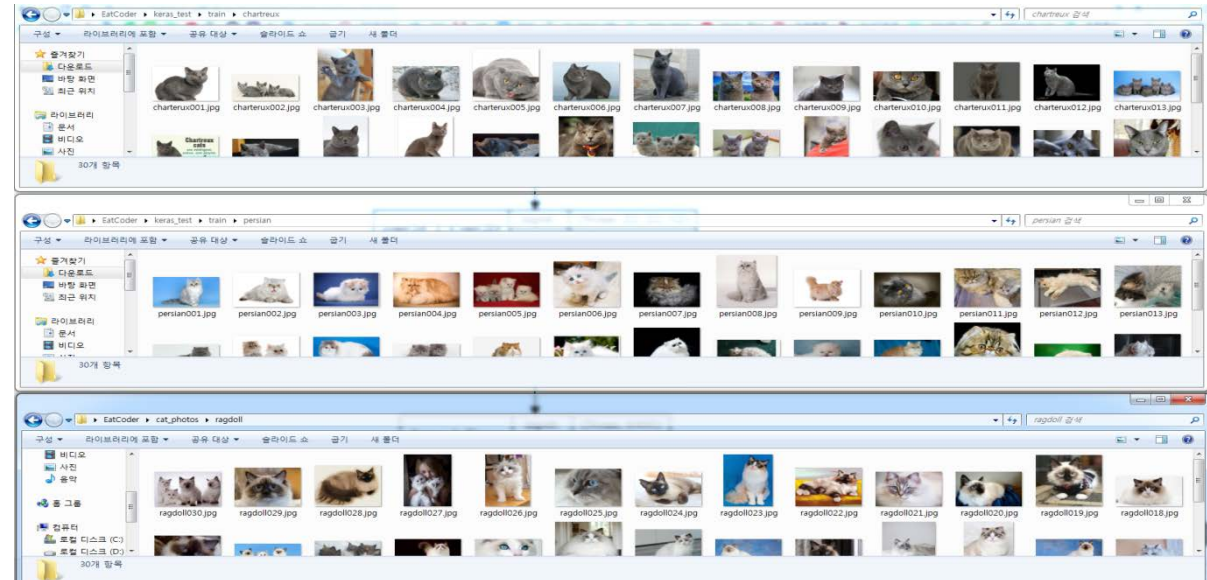 EatCoder ▸ keras_test ▸ train ▸ chartreux
chartreux 검색
구성 라이브러리에 포함 공유 대상 슬라이드 쇼 굽기 새 폴더
즐겨찾기
다운로드
바탕 화면
최근 위치
라이브러리
문서
비디오
사진
charterux001.jpg charterux002.jpg charterux003.jpg charterux004.jpg charterux005.jpg charterux006.jpg charterux007.jpg charterux008.jpg charterux009.jpg charterux010.jpg charterux011.jpg charterux012.jpg charterux013.jpg
Chartreux
cats
30개 항목
EatCoder ▸ keras_test ▸ train ▸ persian
persian 검색
구성 라이브러리에 포함 공유 대상 슬라이드 쇼 굽기 새 폴더
즐겨찾기
다운로드
바탕 화면
최근 위치
라이브러리
문서
비디오
persian001.jpg persian002.jpg persian003.jpg persian004.jpg persian005.jpg persian006.jpg persian007.jpg persian008.jpg persian009.jpg persian010.jpg persian011.jpg persian012.jpg persian013.jpg
30개 항목
EatCoder ▸ cat_photos ▸ ragdoll
ragdoll 검색
구성 라이브러리에 포함 공유 대상 슬라이드 쇼 굽기 새 폴더
비디오
사진
음악
홈 그룹
컴퓨터
로컬 디스크 (C:)
로컬 디스크 (D:)
ragdoll030.jpg ragdoll029.jpg ragdoll028.jpg ragdoll027.jpg ragdoll026.jpg ragdoll025.jpg ragdoll024.jpg ragdoll023.jpg ragdoll022.jpg ragdoll021.jpg ragdoll020.jpg ragdoll019.jpg ragdoll018.jpg
30개 항목